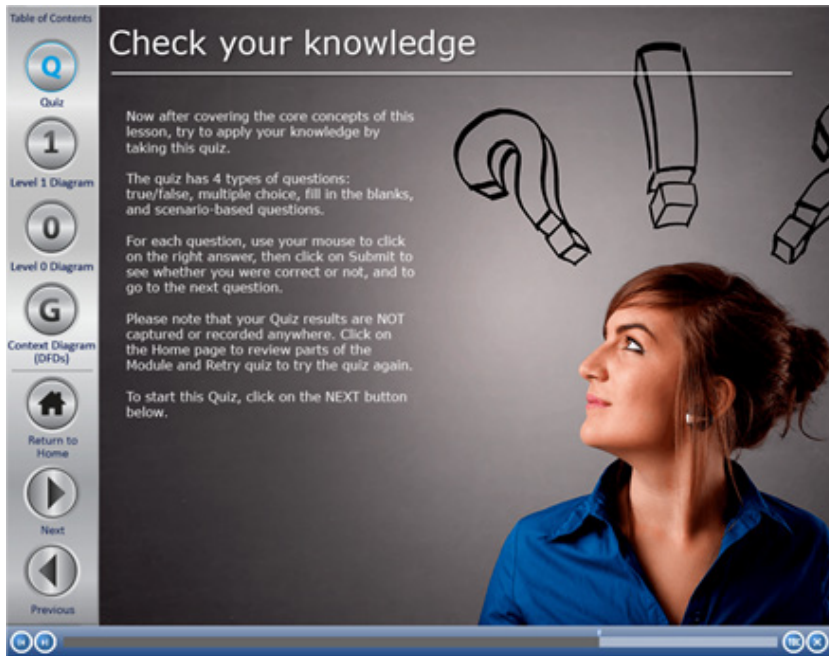 Table of Contents
Q
Quiz
1
Level 1 Diagram
0
Level 0 Diagram
G
Context Diagram
(DFDs)
Return to
Home
Next
Previous
Check your knowledge
Now after covering the core concepts of this
lesson, try to apply your knowledge by
taking this quiz.
The quiz has 4 types of questions:
true/false, multiple choice, fill in the blanks,
and scenario-based questions.
For each question, use your mouse to click
on the right answer, then click on Submit to
see whether you were correct or not, and to
go to the next question.
Please note that your Quiz results are NOT
captured or recorded anywhere. Click on
the Home page to review parts of the
Module and Retry quiz to try the quiz again.
To start this Quiz, click on the NEXT button
below.
TOC